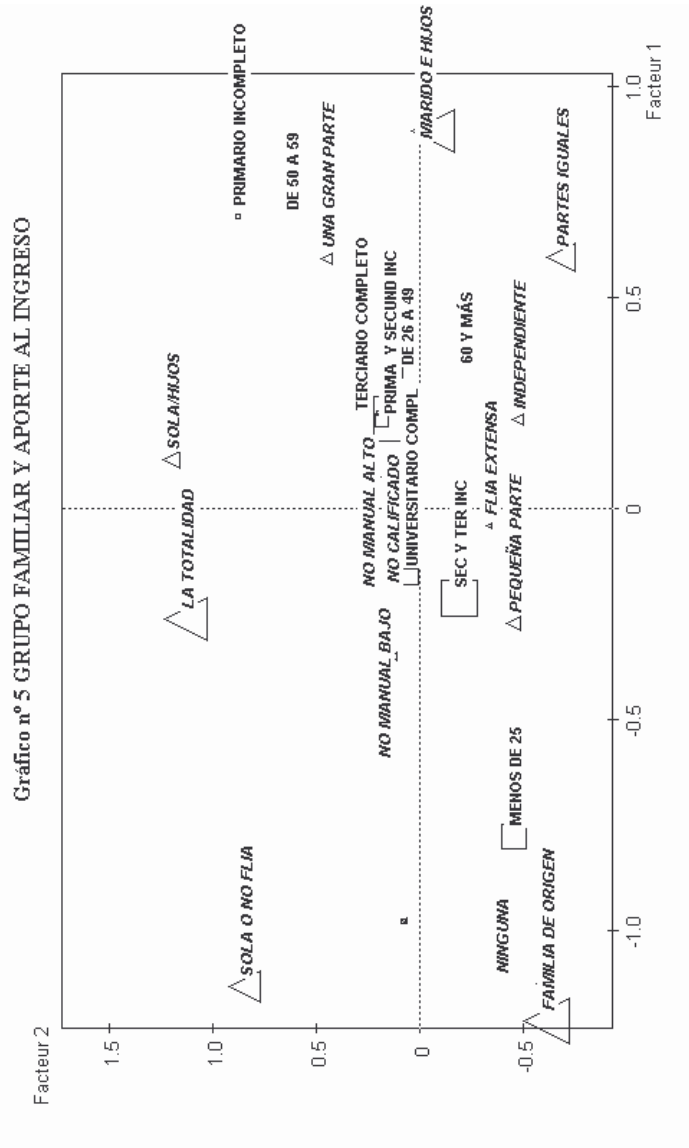 Gráfico nº 5 GRUPO FAMILIAR Y APORTE AL INGRESO
Facteur 2
1.5
1.0
0.5
0
-0.5
LA TOTALIDAD
SOLA/HIJOS
SOLA O NO FLIA
PRIMARIO INCOMPLETO
DE 50 A 59
UNA GRAN PARTE
TERCIARIO COMPLETO
NO MANUAL ALTO
PRIMA Y SECUND INC
NO CALIFICADO
DE 26 A 49
NO MANUAL BAJO
UNIVERSITARIO COMPL
MARIDO E HIJOS
SEC Y TER INC
60 Y MÁS
FLIA EXTENSA
NINGUNA
MENOS DE 25
PEQUEÑA PARTE
INDEPENDIENTE
FAMILIA DE ORIGEN
PARTES IGUALES
-1.0
-0.5
0
0.5
1.0
Facteur 1